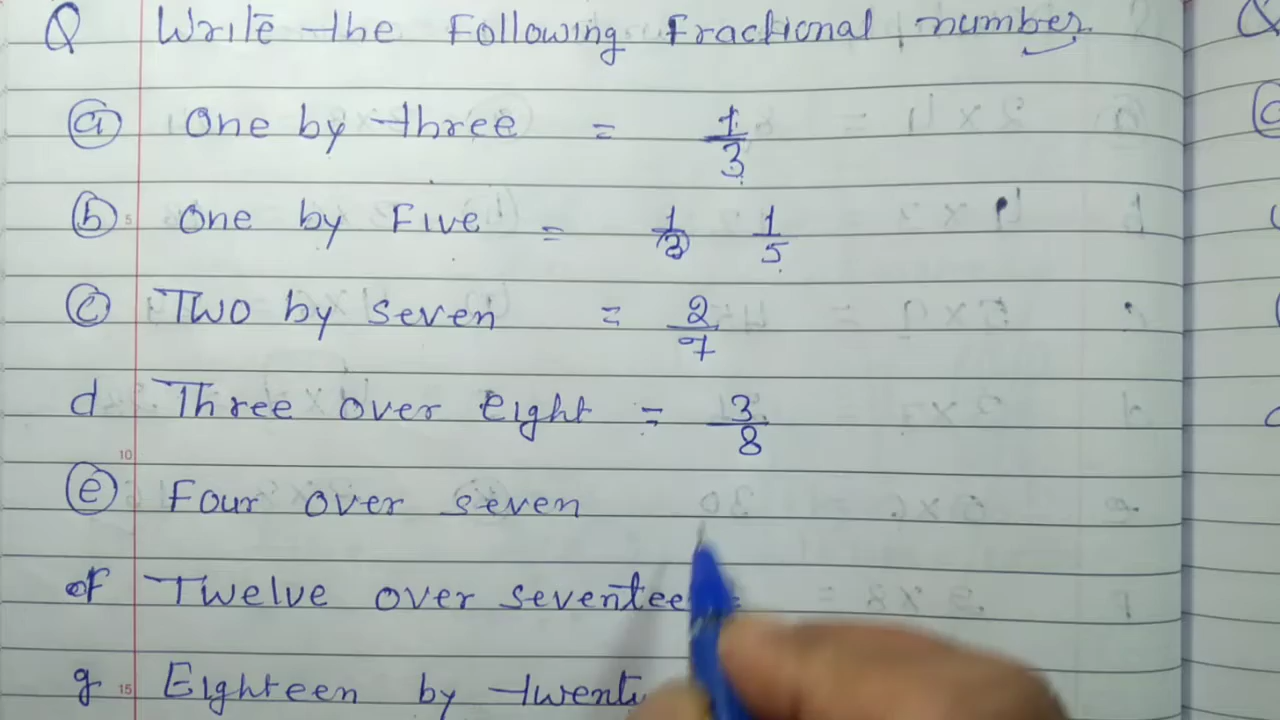 Q Write the Following Fractional number
a One by three = 1/3
b One by Five = 1/3 1/5
c Two by seven = 2/7
d Three over eight = 3/8
e Four over seven
f Twelve over seventee =
g Eighteen by twent